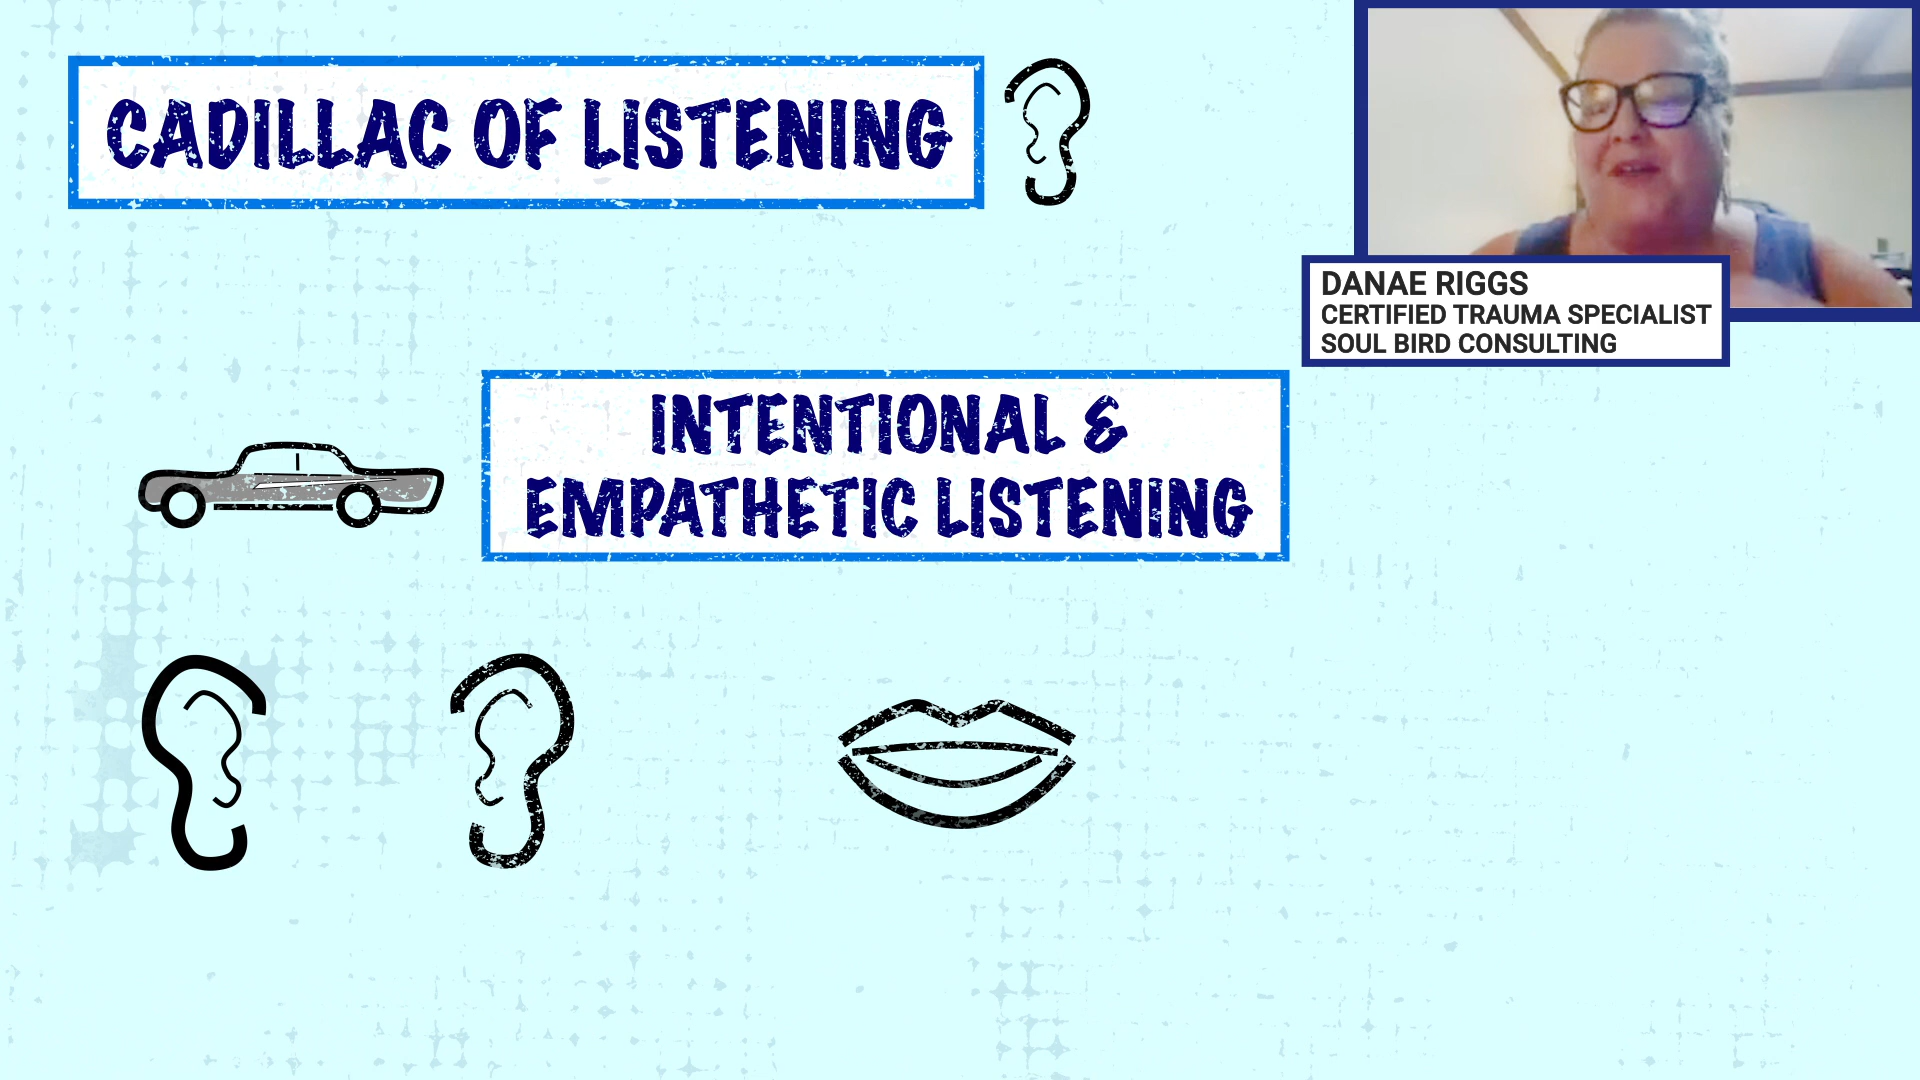 CADILLAC OF LISTENING
DANAE RIGGS
CERTIFIED TRAUMA SPECIALIST
SOUL BIRD CONSULTING
INTENTIONAL &
EMPATHETIC LISTENING